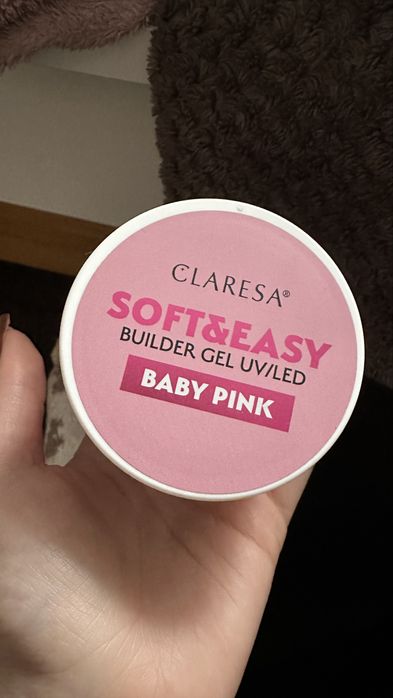 CLARESA®
SOFT&EASY
BUILDER GEL UV/LED
BABY PINK